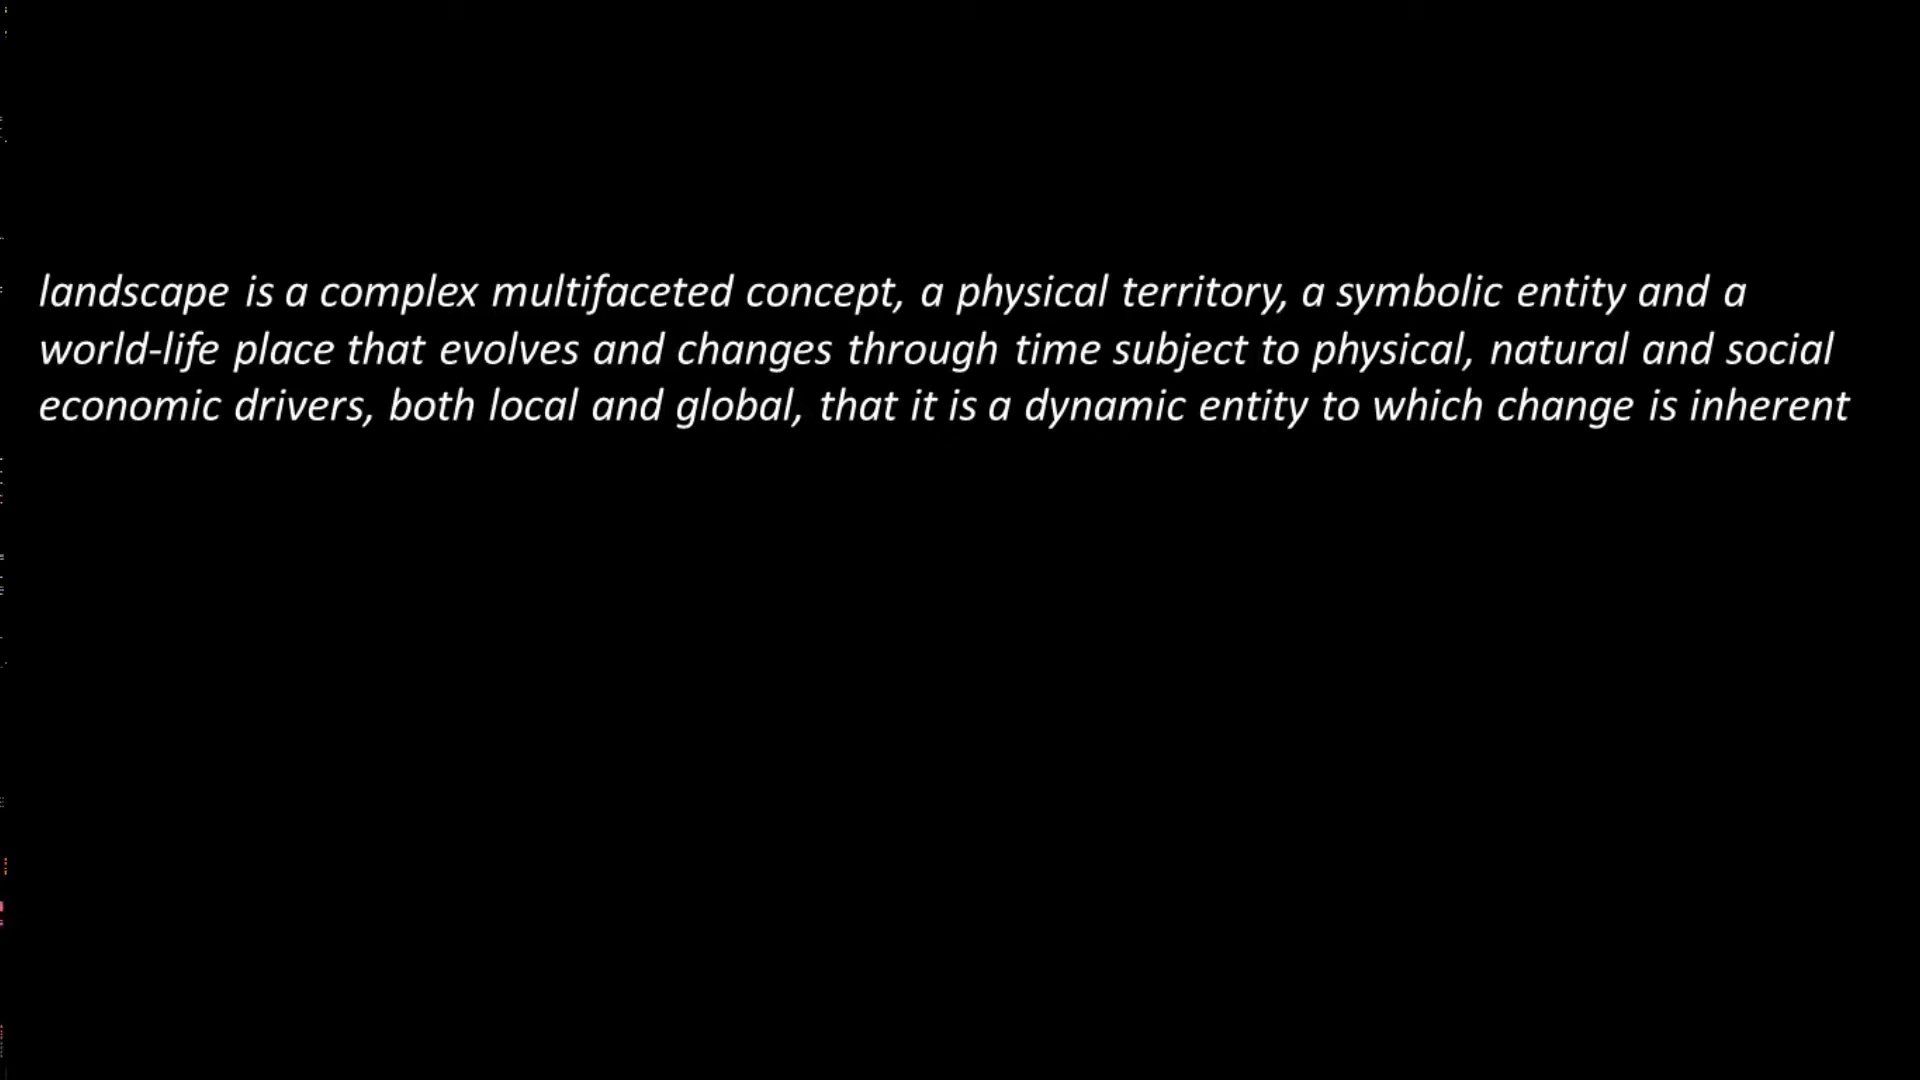 landscape is a complex multifaceted concept, a physical territory, a symbolic entity and a
world-life place that evolves and changes through time subject to physical, natural and social
economic drivers, both local and global, that it is a dynamic entity to which change is inherent